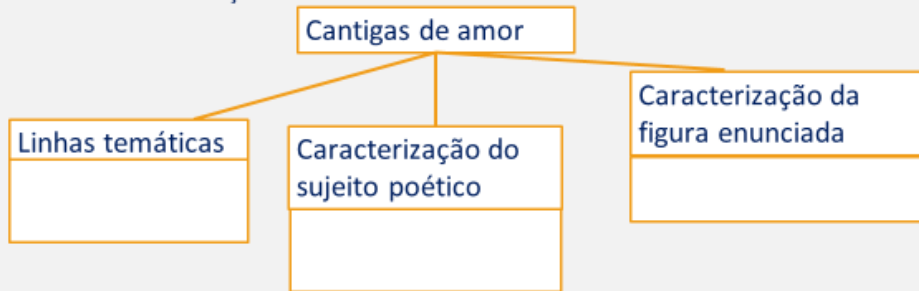 Cantigas de amor
Linhas temáticas
Caracterização do
sujeito poético
Caracterização da
figura enunciada